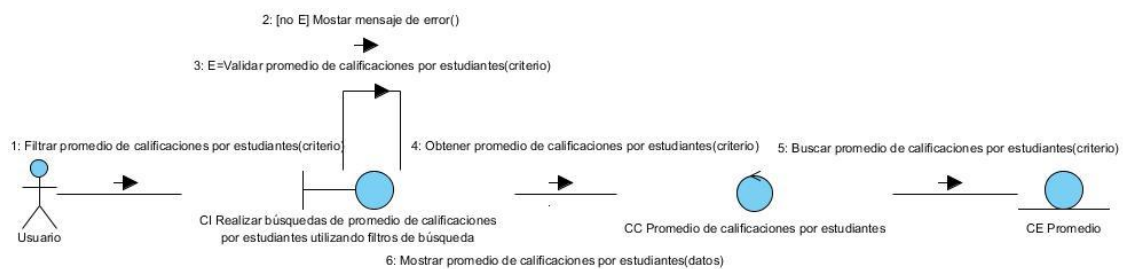 2: [no E] Mostar mensaje de error()
3: E=Validar promedio de calificaciones por estudiantes(criterio)
1: Filtrar promedio de calificaciones por estudiantes(criterio)
4: Obtener promedio de calificaciones por estudiantes(criterio)
5: Buscar promedio de calificaciones por estudiantes(criterio)
Usuario
CI Realizar búsquedas de promedio de calificaciones
por estudiantes utilizando filtros de búsqueda
CC Promedio de calificaciones por estudiantes
CE Promedio
6: Mostrar promedio de calificaciones por estudiantes(datos)